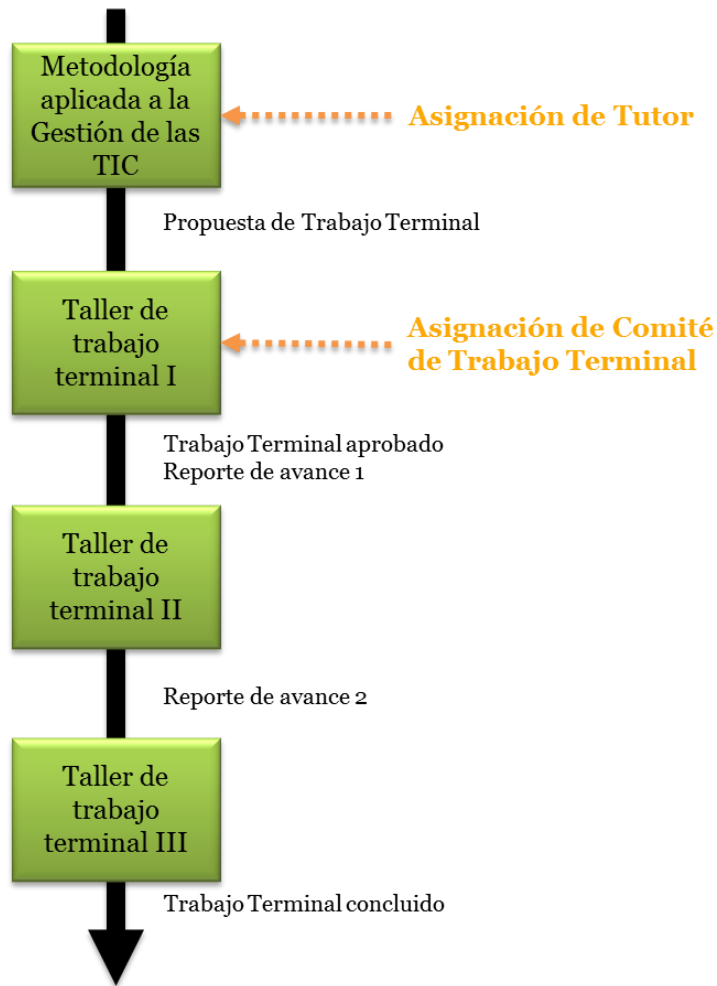 Metodología
aplicada a la
Gestión de las
TIC
Asignación de Tutor
Propuesta de Trabajo Terminal
Taller de
trabajo
terminal I
Asignación de Comité
de Trabajo Terminal
Trabajo Terminal aprobado
Reporte de avance 1
Taller de
trabajo
terminal II
Reporte de avance 2
Taller de
trabajo
terminal III
Trabajo Terminal concluido